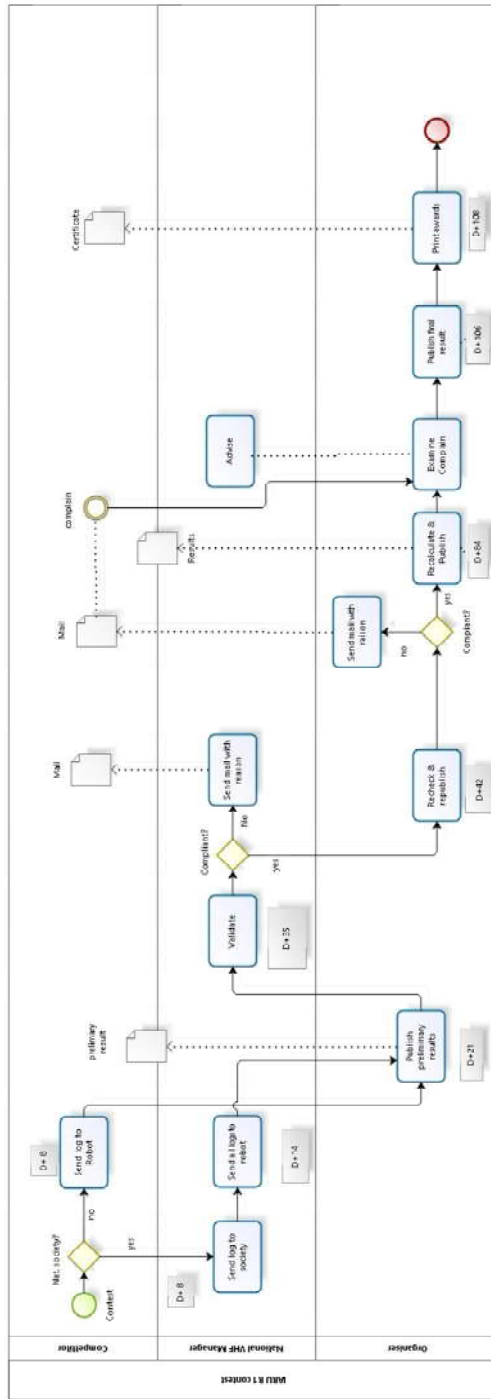 IARU R1 contest
Competitor
National VHF Manager
Organiser
Contest
Nat. society?
no
yes
D+ 8
Send log to
Robot
D+ 8
Send log to
society
Send all logs to
robot
D+14
preliminary
result
Publish
preliminary
results
D+21
Validate
D+35
Compliant?
yes
Send mail with
reason
Mail
Recheck &
republish
D+42
Compliant?
no
yes
Send mail with
Mail
Recalculate &
Publish
D+84
Results
complain
Advise
Examine
Complain
Publish final
result
D+106
Print awards
D+108
Certificate